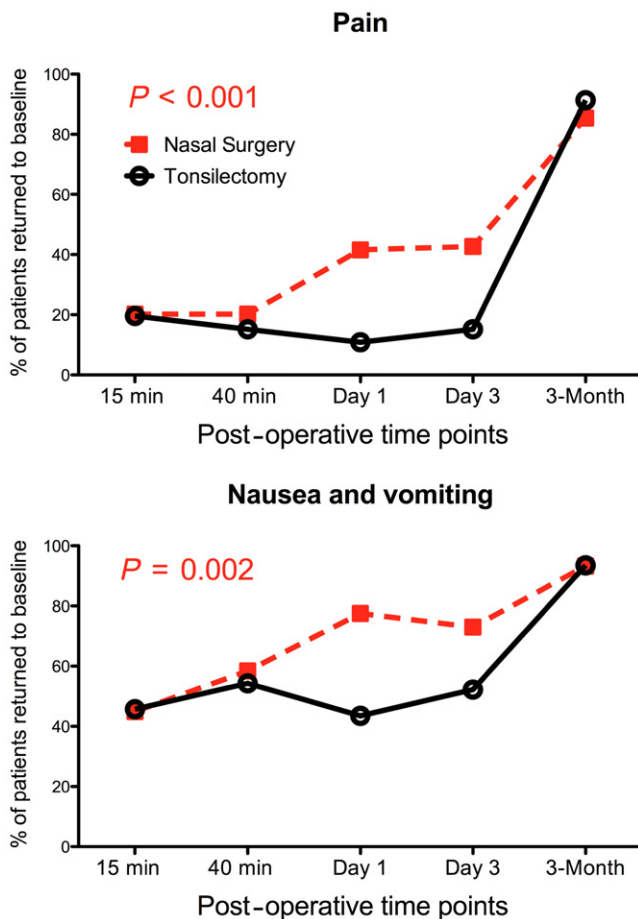 Pain
% of patients returned to baseline
100
80
60
40
20
0
P < 0.001
Nasal Surgery
Tonsilectomy
15 min 40 min Day 1 Day 3 3-Month
Post-operative time points
Nausea and vomiting
% of patients returned to baseline
100
80
60
40
20
0
P = 0.002
15 min 40 min Day 1 Day 3 3-Month
Post-operative time points